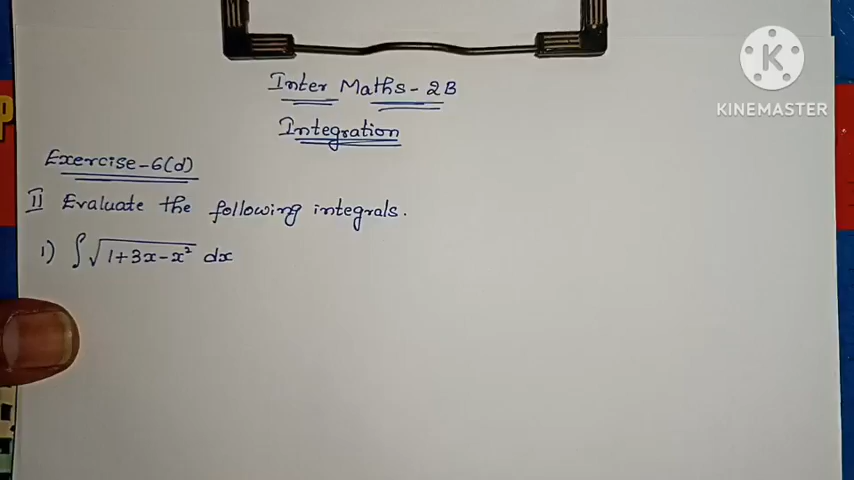 Inter Maths - 2B
Integration
Exercise - 6(d)
II Evaluate the following integrals.
1) ∫√1+3x-x² dx
K
KINEMASTER